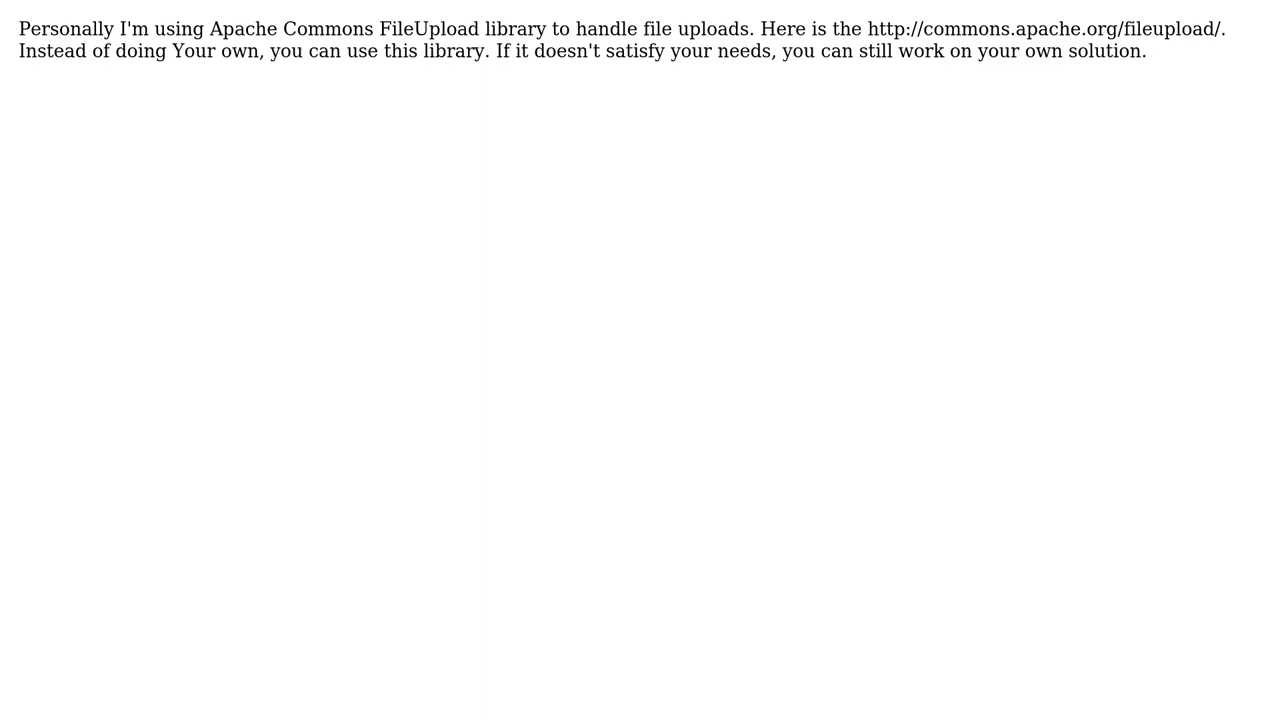 Personally I'm using Apache Commons FileUpload library to handle file uploads. Here is the http://commons.apache.org/fileupload/.
Instead of doing Your own, you can use this library. If it doesn't satisfy your needs, you can still work on your own solution.